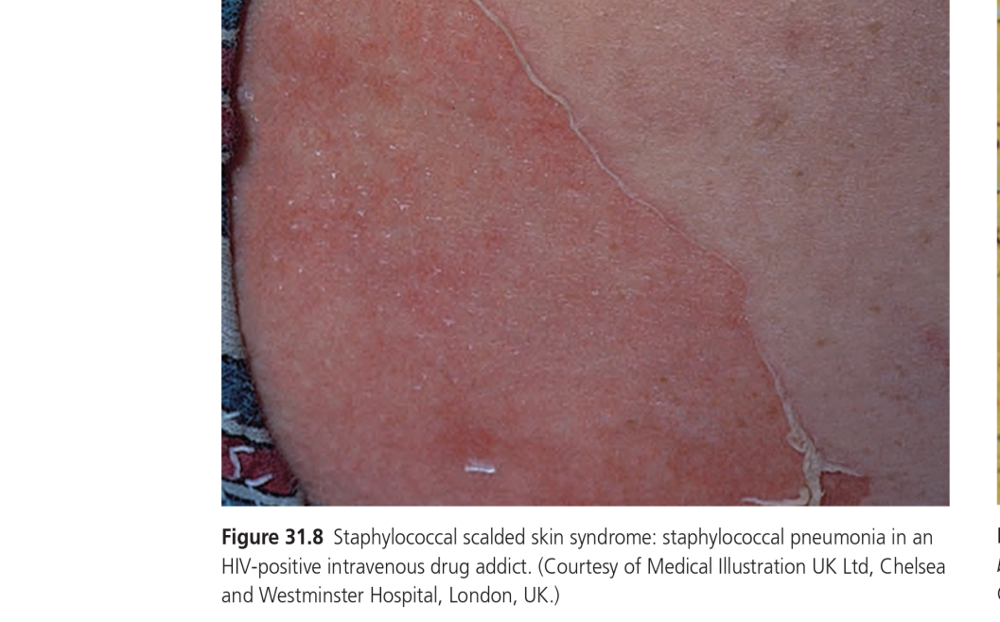 Figure 31.8 Staphylococcal scalded skin syndrome: staphylococcal pneumonia in an
HIV-positive intravenous drug addict. (Courtesy of Medical Illustration UK Ltd, Chelsea
and Westminster Hospital, London, UK.)